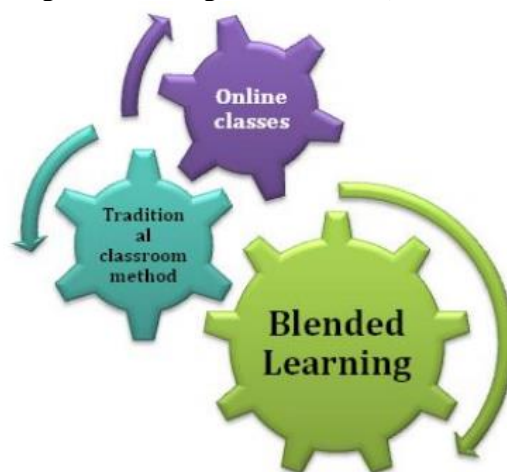 Online
classes
Tradition
al
classroom
method
Blended
Learning